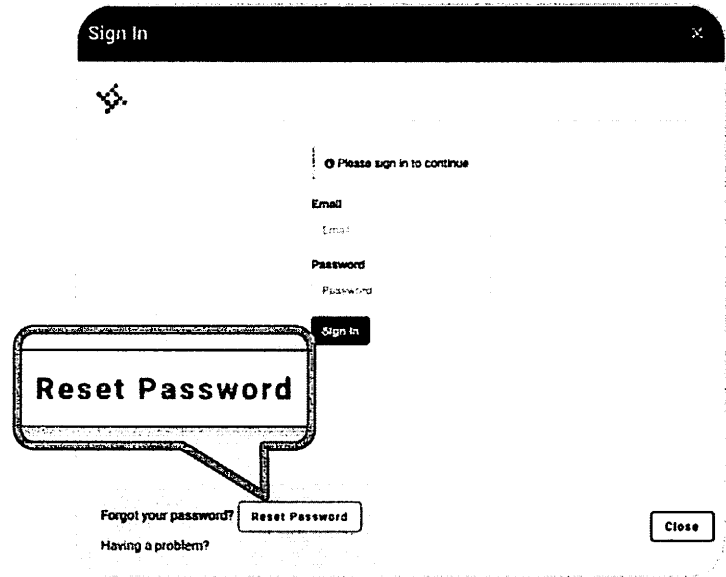 Sign In
Please sign in to continue
Email
Email
Password
Password
Sign In
Reset Password
Forgot your password? Reset Password
Close
Having a problem?